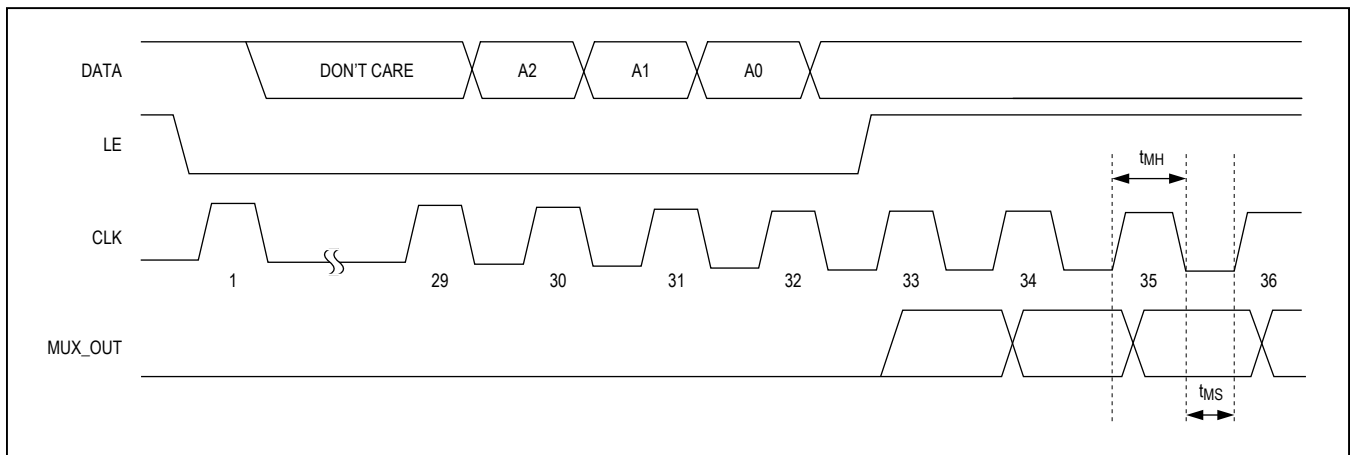 DATA DON'T CARE A2 A1 A0
LE
tMH
CLK
1 29 30 31 32 33 34 35 36
MUX_OUT
tMS